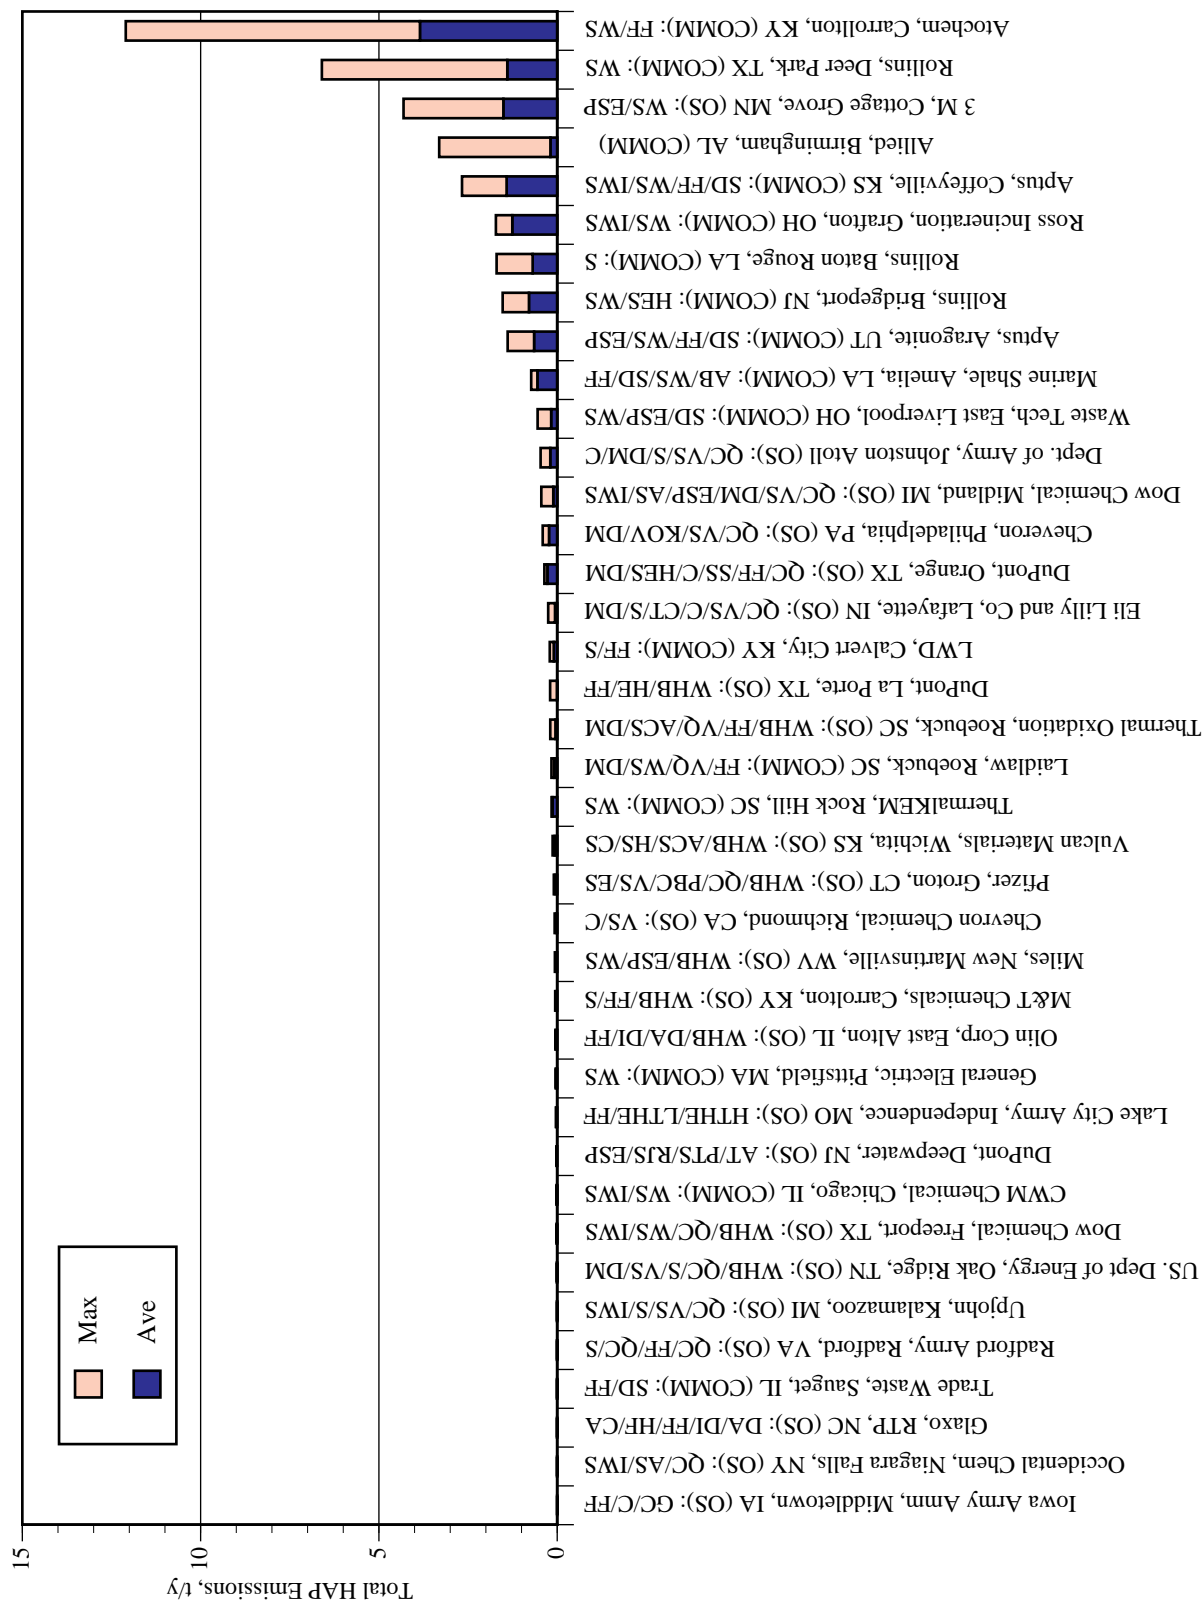 Total HAP Emissions, t/y
15
10
5
0
Max
Ave
Atochem, Carrollton, KY (COMM): FF/WS
Rollins, Deer Park, TX (COMM): WS
3 M, Cottage Grove, MN (OS): WS/ESP
Allied, Birmingham, AL (COMM)
Aptus, Coffeyville, KS (COMM): SD/FF/WS/IWS
Ross Incineration, Grafton, OH (COMM): WS/IWS
Rollins, Baton Rouge, LA (COMM): S
Rollins, Bridgeport, NJ (COMM): HES/WS
Aptus, Aragonite, UT (COMM): SD/FF/WS/ESP
Marine Shale, Amelia, LA (COMM): AB/WS/SD/FF
Waste Tech, East Liverpool, OH (COMM): SD/ESP/WS
Dept. of Army, Johnston Atoll (OS): QC/VS/S/DM/C
Dow Chemical, Midland, MI (OS): QC/VS/DM/ESP/AS/IWS
Cheveron, Philadelphia, PA (OS): QC/VS/KOV/DM
DuPont, Orange, TX (OS): QC/FF/SS/C/HES/DM
Eli Lilly and Co, Lafayette, IN (OS): QC/VS/C/CT/S/DM
LWD, Calvert City, KY (COMM): FF/S
DuPont, La Porte, TX (OS): WHB/HE/FF
Thermal Oxidation, Roebuck, SC (OS): WHB/FF/VQ/ACS/DM
Laidlaw, Roebuck, SC (COMM): FF/VQ/WS/DM
ThermalKEM, Rock Hill, SC (COMM): WS
Vulcan Materials, Wichita, KS (OS): WHB/ACS/HS/CS
Pfizer, Groton, CT (OS): WHB/QC/PBC/VS/ES
Chevron Chemical, Richmond, CA (OS): VS/C
Miles, New Martinsville, WV (OS): WHB/ESP/WS
M&T Chemicals, Carrolton, KY (OS): WHB/FF/S
Olin Corp, East Alton, IL (OS): WHB/DA/DI/FF
General Electric, Pittsfield, MA (COMM): WS
Lake City Army, Independence, MO (OS): HTHE/LTHE/FF
DuPont, Deepwater, NJ (OS): AT/PTS/RJS/ESP
CWM Chemical, Chicago, IL (COMM): WS/IWS
Dow Chemical, Freeport, TX (OS): WHB/QC/WS/IWS
US. Dept of Energy, Oak Ridge, TN (OS): WHB/QC/S/VS/DM
Upjohn, Kalamazoo, MI (OS): QC/VS/S/IWS
Radford Army, Radford, VA (OS): QC/FF/QC/S
Trade Waste, Sauget, IL (COMM): SD/FF
Glaxo, RTP, NC (OS): DA/DI/FF/HF/CA
Occidental Chem, Niagara Falls, NY (OS): QC/AS/IWS
Iowa Army Amm, Middletown, IA (OS): GC/C/FF